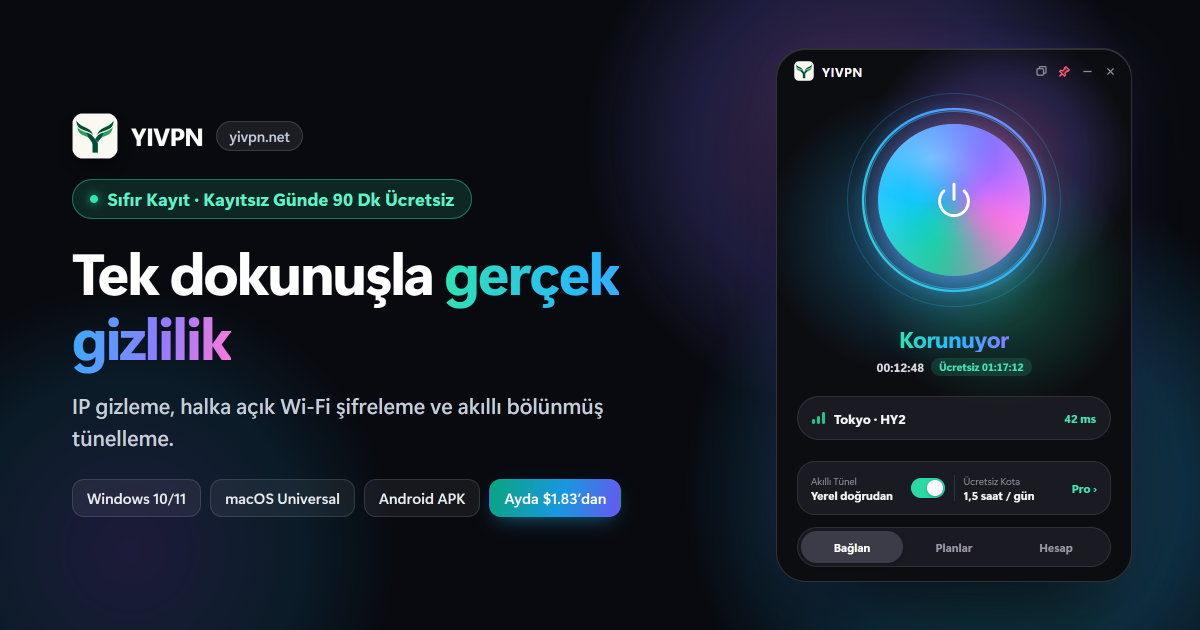 YIVPN
yivpn.net
Sıfır Kayıt · Kayıtsız Günde 90 Dk Ücretsiz
Tek dokunuşla gerçek
gizlilik
IP gizleme, halka açık Wi-Fi şifreleme ve akıllı bölünmüş
tünelleme.
Windows 10/11
macOS Universal
Android APK
Ayda $1.83’dan
YIVPN
Korunuyor
00:12:48
Ücretsiz 01:17:12
Tokyo · HY2
42 ms
Akıllı Tünel
Yerel doğrudan
Ücretsiz Kota
1,5 saat / gün
Pro ›
Bağlan
Planlar
Hesap